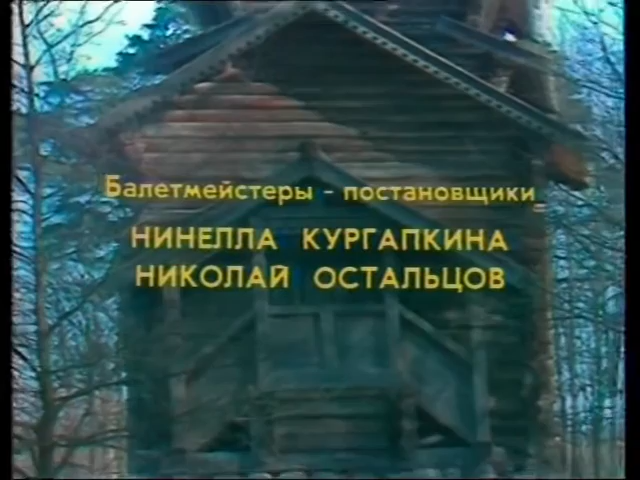 Балетмейстеры - постановщики
НИНЕЛЛА КУРГАПКИНА
НИКОЛАЙ ОСТАЛЬЦОВ